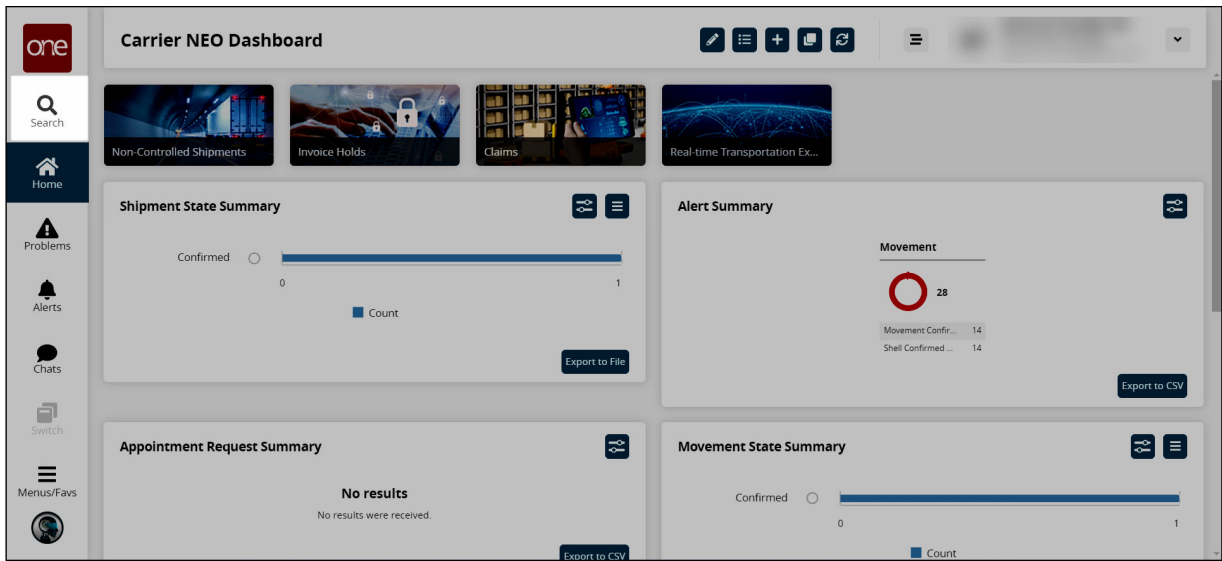 one
Carrier NEO Dashboard
Search
Home
Problems
Alerts
Chats
Switch
Menus/Favs
Non-Controlled Shipments
Invoice Holds
Claims
Real-time Transportation Ex...
Shipment State Summary
Confirmed
0 1
Count
Export to File
Alert Summary
Movement
28
Movement Confir... 14
Shell Confirmed ... 14
Export to CSV
Appointment Request Summary
No results
No results were received.
Export to CSV
Movement State Summary
Confirmed
0 1
Count